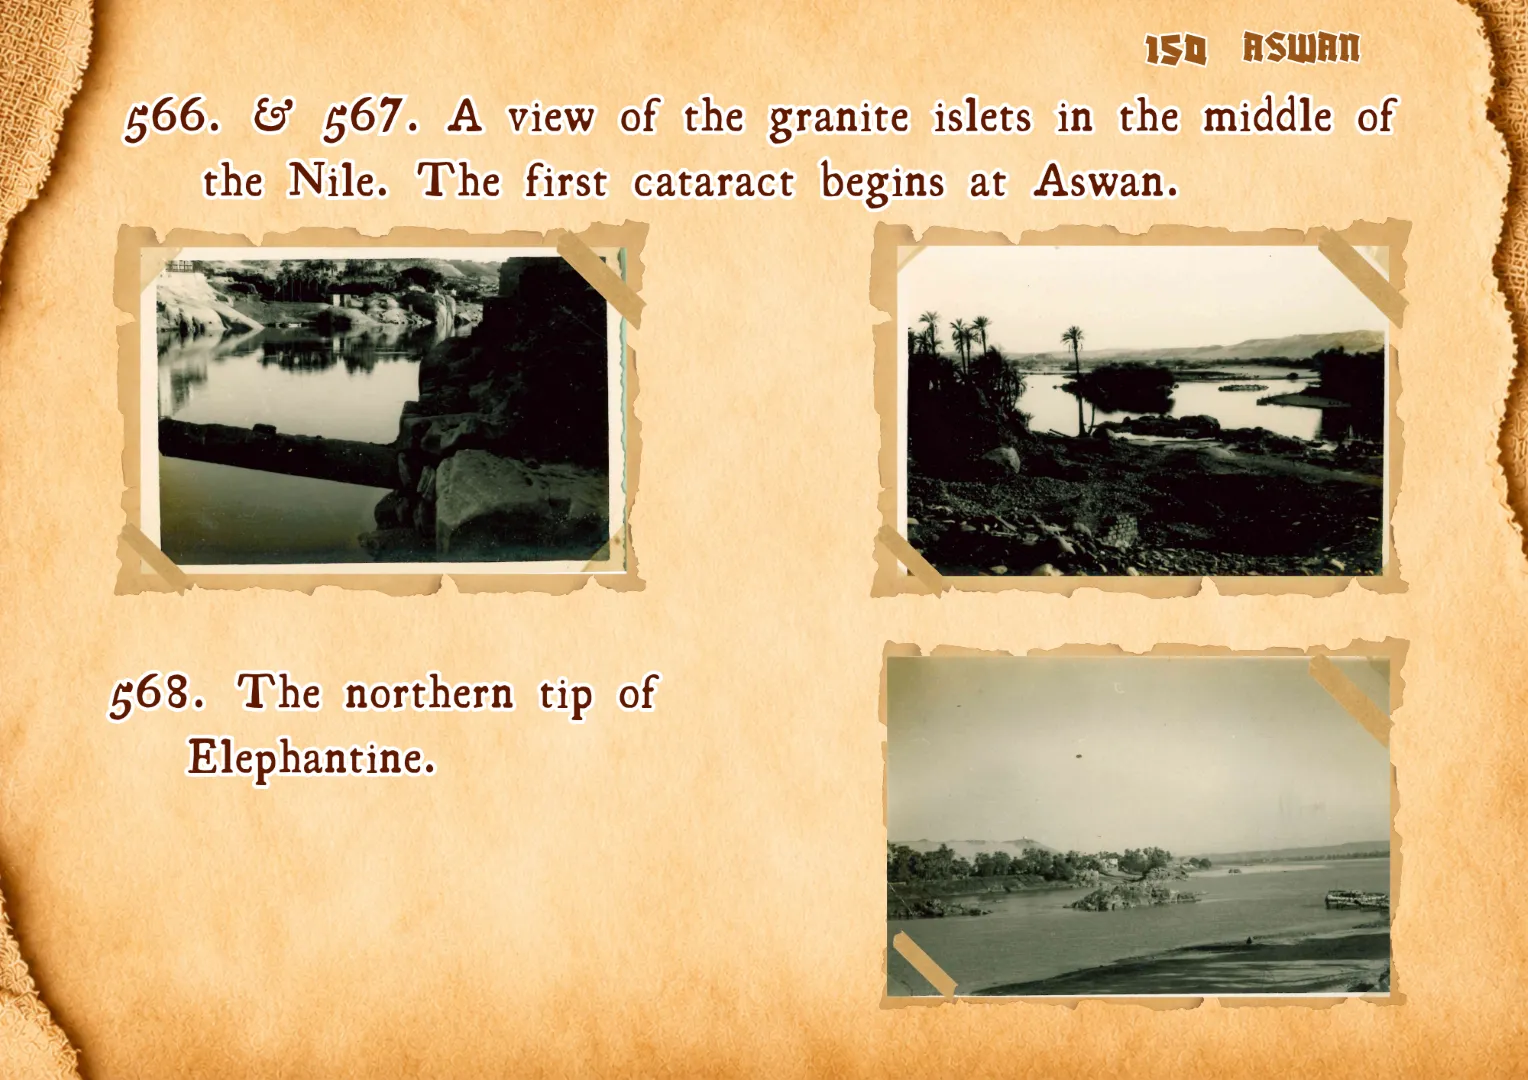 150 ASWAN
566. & 567. A view of the granite islets in the middle of
the Nile. The first cataract begins at Aswan.
568. The northern tip of
Elephantine.